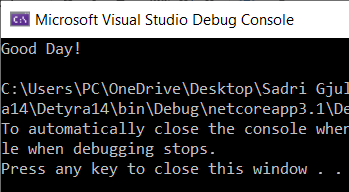 C:\ Microsoft Visual Studio Debug Console
Good Day!
C:\Users\PC\OneDrive\Desktop\Sadri Gjul
a14\Detyra14\bin\Debug\netcoreapp3.1\De
To automatically close the console when
le when debugging stops.
Press any key to close this window . .